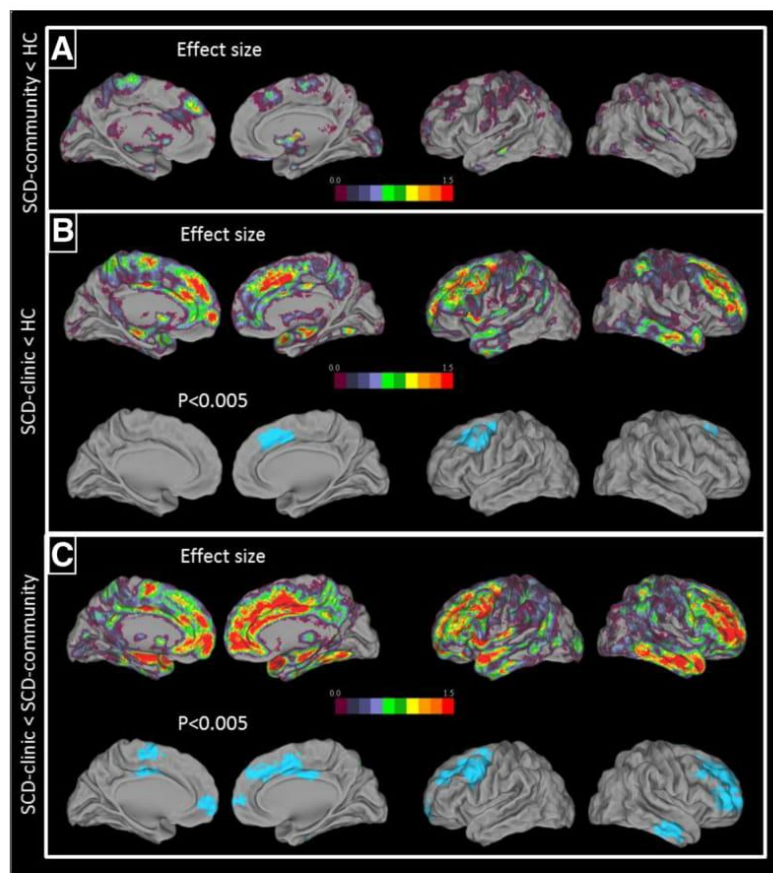 A
SCD-community < HC
Effect size
0.0 1.5
B
SCD-clinic < HC
Effect size
0.0 1.5
P<0.005
C
SCD-clinic < SCD-community
Effect size
0.0 1.5
P<0.005